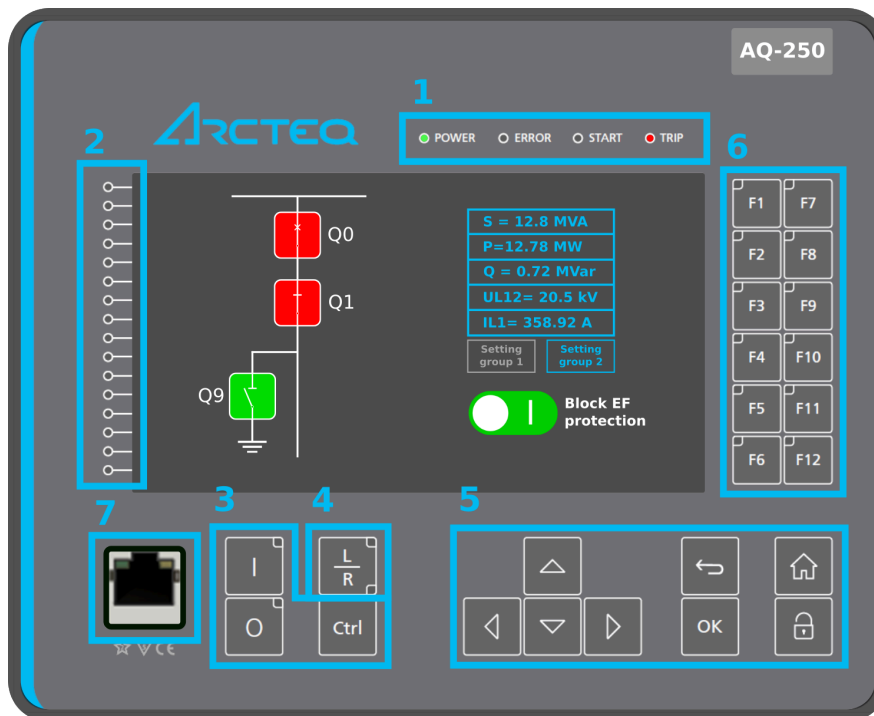 AQ-250
1
ARCTEQ
POWER ERROR START TRIP
2
6
F1 F7
F2 F8
F3 F9
F4 F10
F5 F11
F6 F12
Q0
Q1
Q9
S = 12.8 MVA
P=12.78 MW
Q = 0.72 MVar
UL12= 20.5 kV
IL1= 358.92 A
Setting
group 1
Setting
group 2
Block EF
protection
7
3
4
5
I
L
R
O
Ctrl
OK
CE